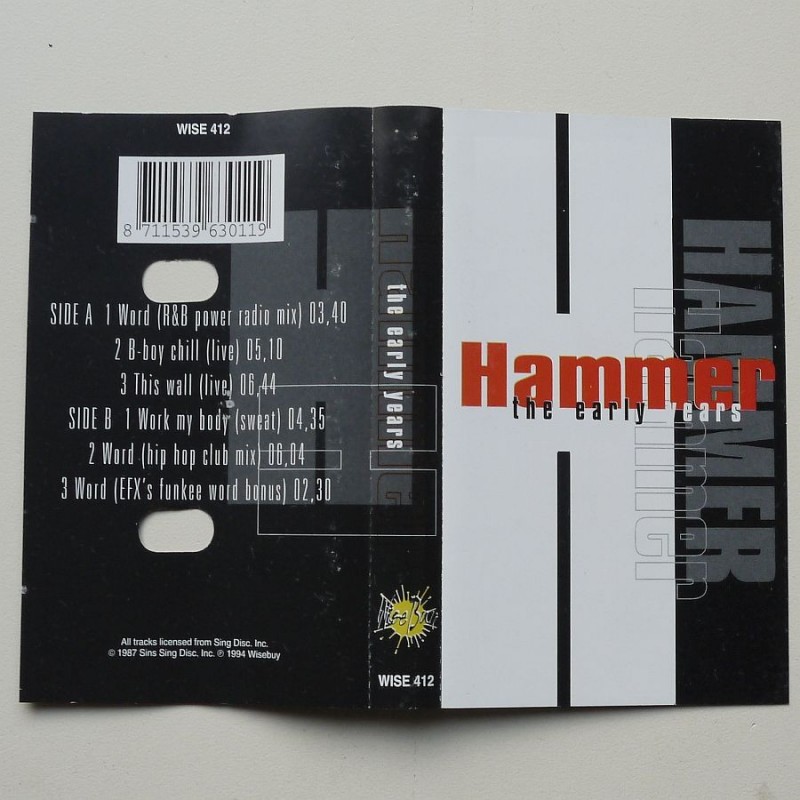 WISE 412
8 711539 630119
SIDE A 1 Word (R&B power radio mix) 03,40
2 B-boy chill (live) 05,10
3 This wall (live) 06,44
SIDE B 1 Work my body (sweat) 04,35
2 Word (hip hop club mix) 06,04
3 Word (EFX's funkee word bonus) 02,30
All tracks licensed from Sing Disc. Inc.
© 1987 Sins Sing Disc, Inc. ℗ 1994 Wisebuy
Hammer
the early years
WiseBuy
WISE 412
Hammer
the early years
HAMMER
Hammer